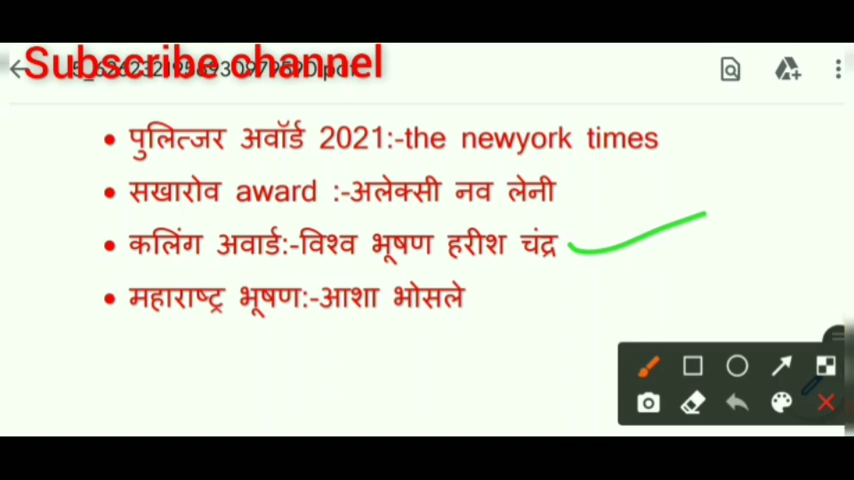 Subscribe channel
पुलित्जर अवॉर्ड 2021:-the newyork times
सखारोव award :-अलेक्सी नव लेनी
कलिंग अवार्ड:-विश्व भूषण हरीश चंद्र
महाराष्ट्र भूषण:-आशा भोसले